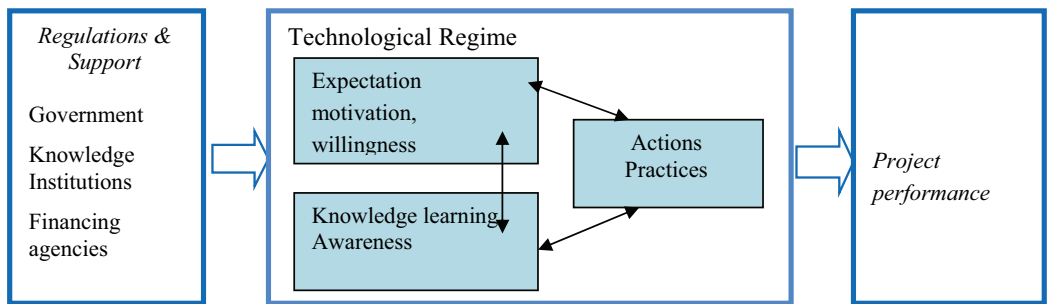 Regulations &
Support
Government
Knowledge
Institutions
Financing
agencies
Technological Regime
Expectation
motivation,
willingness
Knowledge learning
Awareness
Actions
Practices
Project
performance